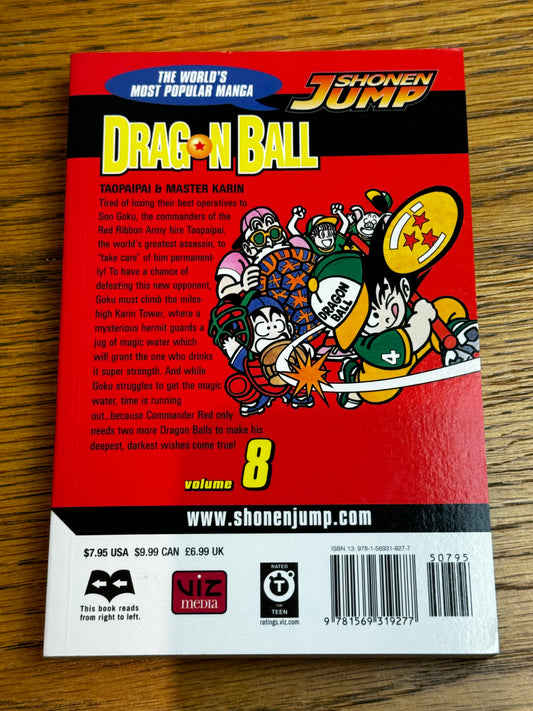 THE WORLD'S
MOST POPULAR MANGA
SHONEN
JUMP
DRAGON BALL
TAOPAIPAI & MASTER KARIN
Tired of losing their best operatives to
Son Goku, the commanders of the
Red Ribbon Army hire Taopaipai,
the world's greatest assassin, to
"take care" of him permanent-
ly! To have a chance of
defeating this new opponent,
Goku must climb the miles-
high Karin Tower, where a
mysterious hermit guards a
jug of magic water which
will grant the one who drinks
it super strength. And while
Goku struggles to get the magic
water, time is running
out...because Commander Red only
needs two more Dragon Balls to make his
deepest, darkest wishes come true!
DRAGON
BALL
4
volume 8
www.shonenjump.com
$7.95 USA $9.99 CAN £6.99 UK
This book reads
from right to left.
viz
media
RATED
T
FOR
TEEN
ratings.viz.com
ISBN 13: 978-1-56931-927-7
50795
9 781569 319277